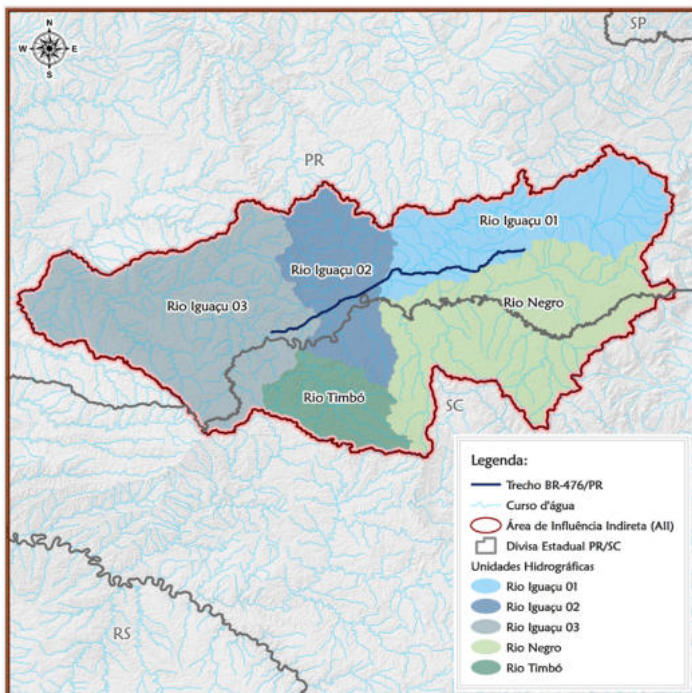 N
W E
S
SP
PR
Rio Iguaçu 01
Rio Iguaçu 02
Rio Iguaçu 03
Rio Negro
Rio Timbó
SC
RS
Legenda:
Trecho BR-476/PR
Curso d'água
Área de Influência Indireta (AII)
Divisa Estadual PR/SC
Unidades Hidrográficas
Rio Iguaçu 01
Rio Iguaçu 02
Rio Iguaçu 03
Rio Negro
Rio Timbó